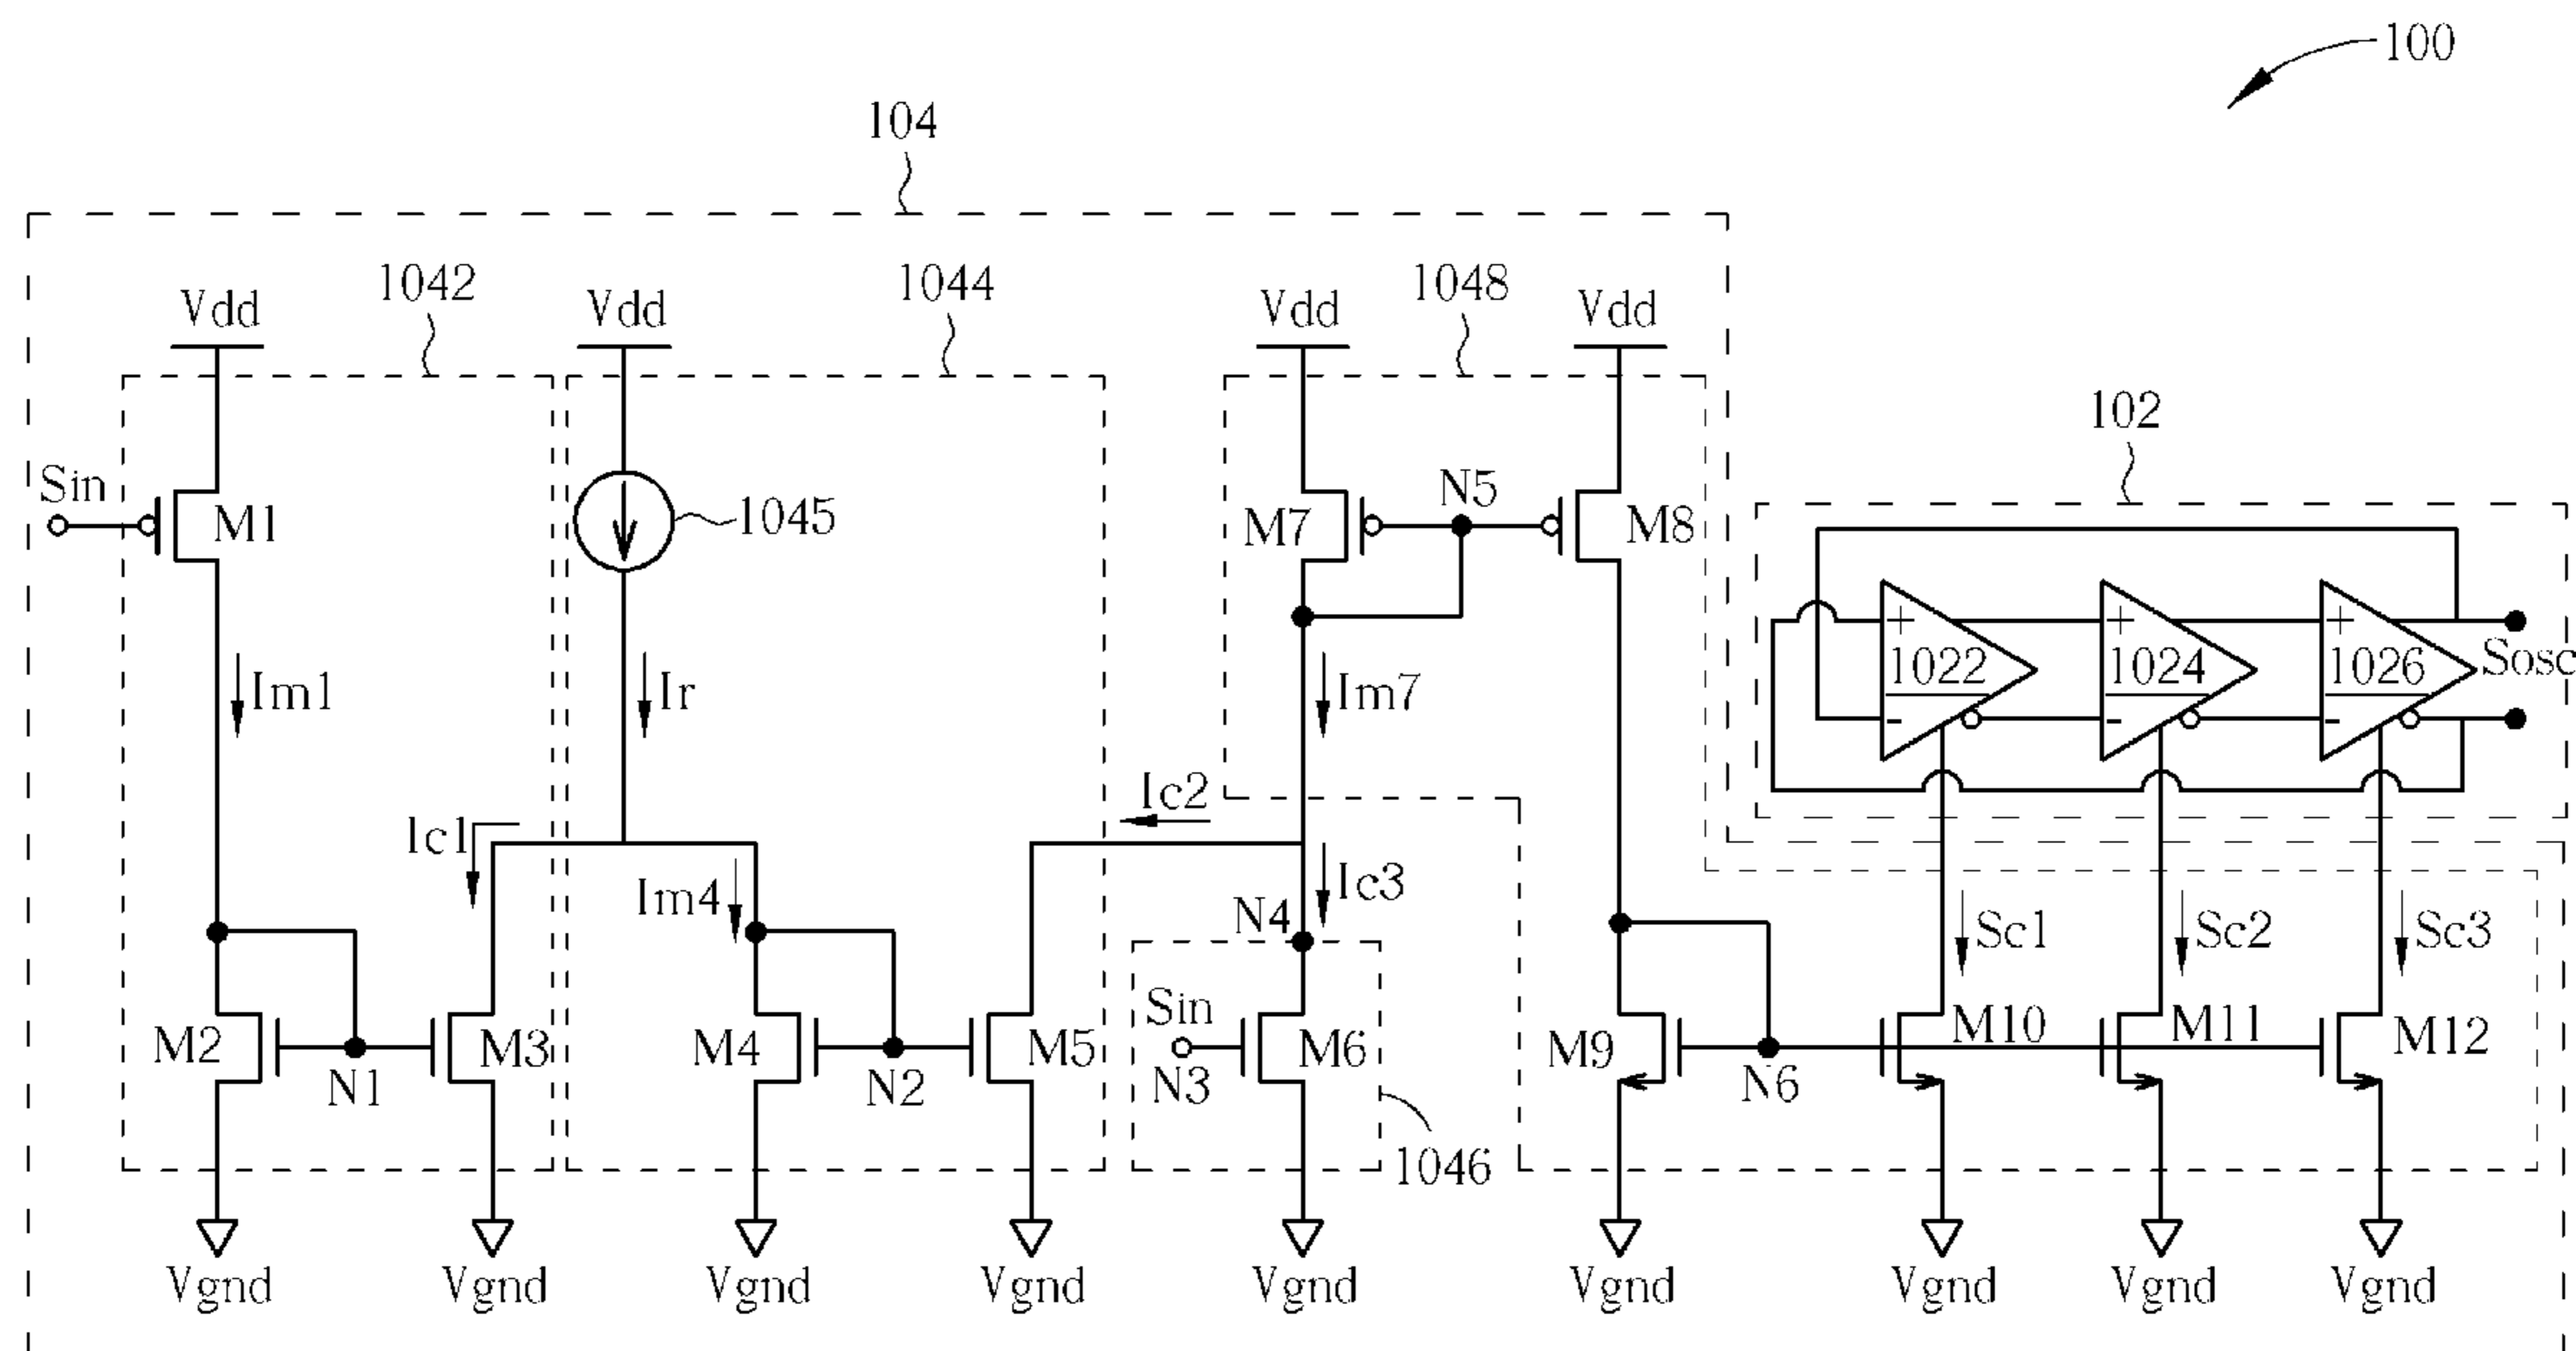 100
104
1042
1044
1048
Vdd
Vdd
Vdd
Vdd
102
Sin
M1
1045
M7
N5
M8
1022
1024
1026
+
+
+
-
-
-
Sosc
Im1
Ir
Im7
Ic2
Ic1
Im4
Ic3
N4
Sc1
Sc2
Sc3
Sin
M2
M3
M4
M5
M6
M9
M10
M11
M12
N1
N2
N3
N6
1046
Vgnd
Vgnd
Vgnd
Vgnd
Vgnd
Vgnd
Vgnd
Vgnd
Vgnd